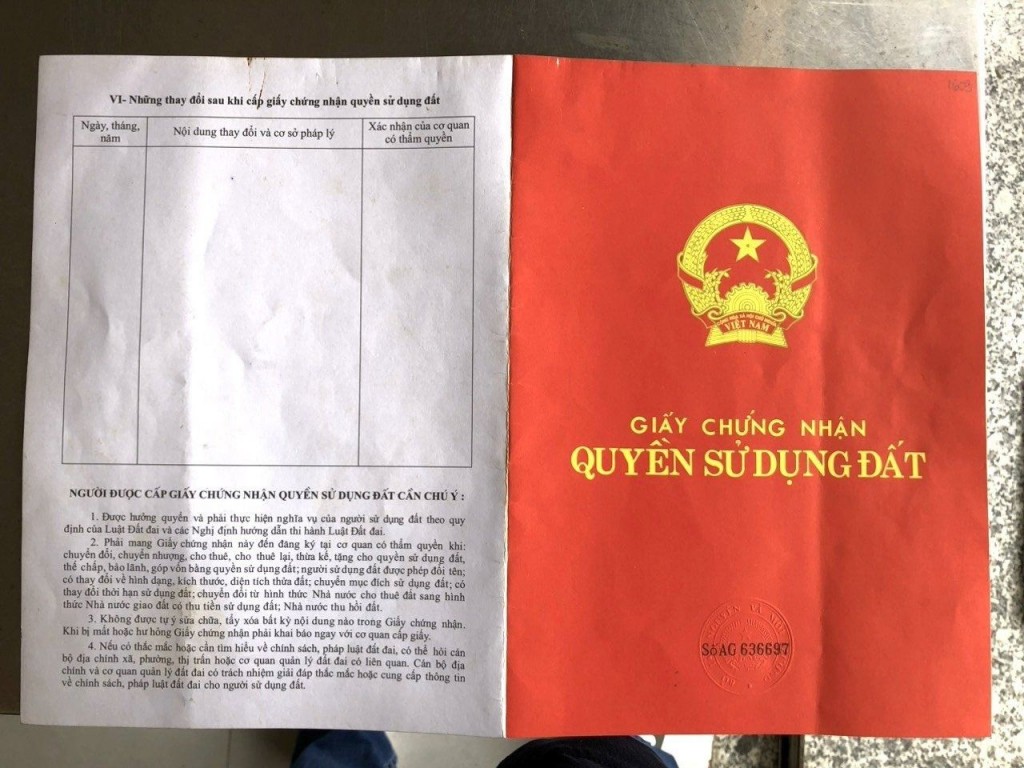 VI- Những thay đổi sau khi cấp giấy chứng nhận quyền sử dụng đất
Ngày, tháng, năm
Nội dung thay đổi và cơ sở pháp lý
Xác nhận của cơ quan có thẩm quyền
NGƯỜI ĐƯỢC CẤP GIẤY CHỨNG NHẬN QUYỀN SỬ DỤNG ĐẤT CẦN CHÚ Ý :
1. Được hưởng quyền và phải thực hiện nghĩa vụ của người sử dụng đất theo quy
định của Luật Đất đai và các Nghị định hướng dẫn thi hành Luật Đất đai.
2. Phải mang Giấy chứng nhận này đến đăng ký tại cơ quan có thẩm quyền khi:
chuyển đổi, chuyển nhượng, cho thuê, cho thuê lại, thừa kế, tặng cho quyền sử dụng đất,
thế chấp, bảo lãnh, góp vốn bằng quyền sử dụng đất; người sử dụng đất được phép đổi tên;
có thay đổi về hình dạng, kích thước, diện tích thửa đất; chuyển mục đích sử dụng đất; có
thay đổi thời hạn sử dụng đất; chuyển đổi từ hình thức Nhà nước cho thuê đất sang hình
thức Nhà nước giao đất có thu tiền sử dụng đất; Nhà nước thu hồi đất.
3. Không được tự ý sửa chữa, tẩy xóa bất kỳ nội dung nào trong Giấy chứng nhận.
Khi bị mất hoặc hư hỏng Giấy chứng nhận phải khai báo ngay với cơ quan cấp giấy.
4. Nếu có thắc mắc hoặc cần tìm hiểu về chính sách, pháp luật đất đai, có thể hỏi cán
bộ địa chính xã, phường, thị trấn hoặc cơ quan quản lý đất đai có liên quan. Cán bộ địa
chính và cơ quan quản lý đất đai có trách nhiệm giải đáp thắc mắc hoặc cung cấp thông tin
về chính sách, pháp luật đất đai cho người sử dụng đất.
VIỆT NAM
GIẤY CHỨNG NHẬN
QUYỀN SỬ DỤNG ĐẤT
Số AG 636697